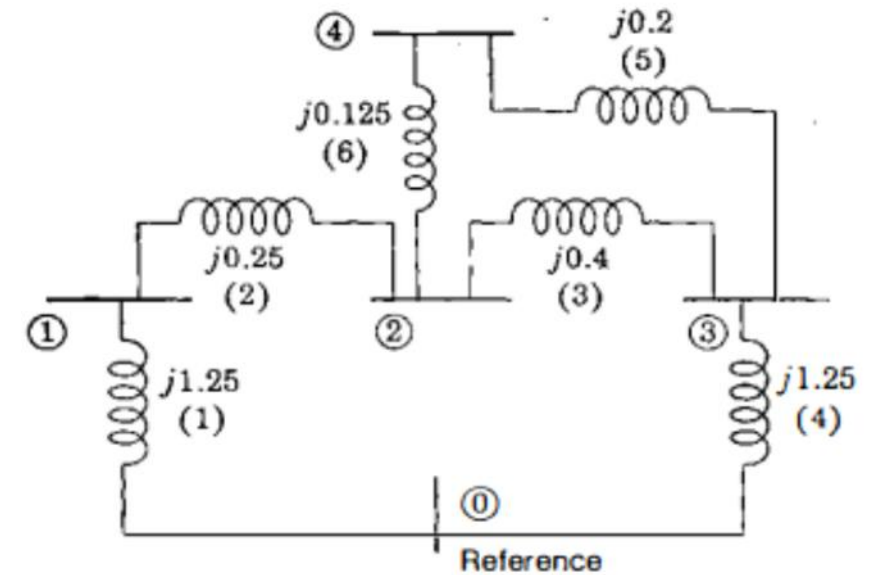 ④
j0.2
(5)
j0.125
(6)
j0.25
(2)
j0.4
(3)
①
②
③
j1.25
(1)
j1.25
(4)
⓪
Reference